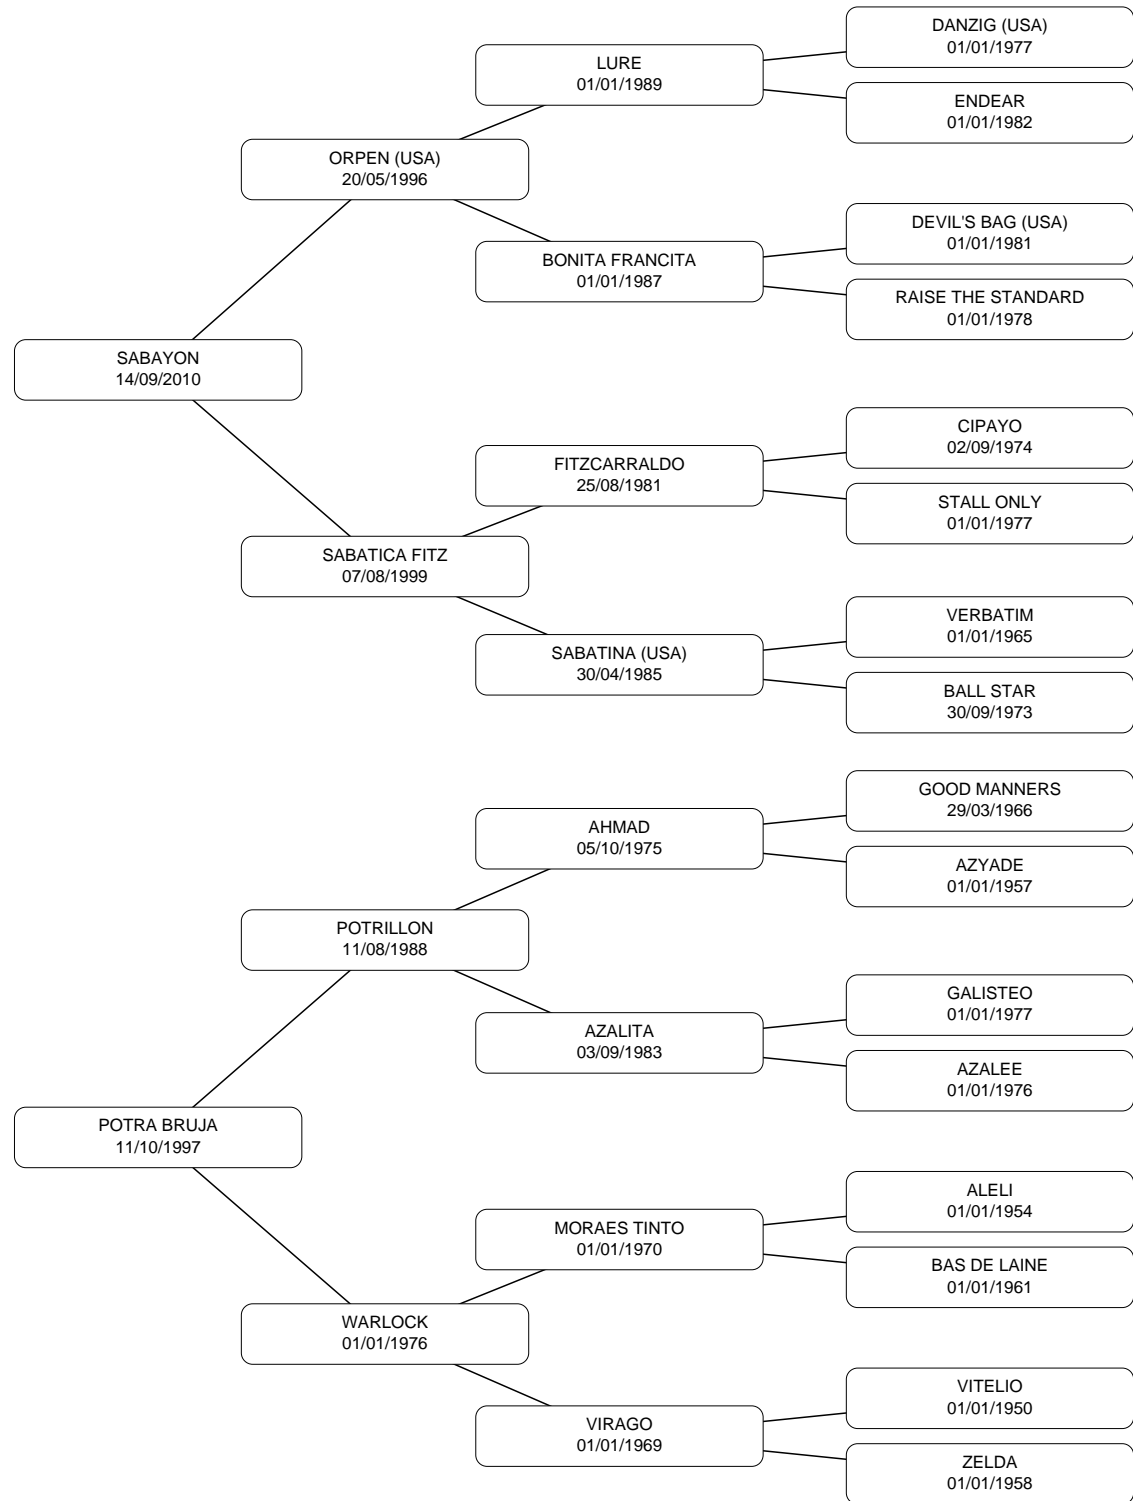 DANZIG (USA)
01/01/1977
LURE
01/01/1989
ENDEAR
01/01/1982
ORPEN (USA)
20/05/1996
DEVIL'S BAG (USA)
01/01/1981
BONITA FRANCITA
01/01/1987
RAISE THE STANDARD
01/01/1978
SABAYON
14/09/2010
CIPAYO
02/09/1974
FITZCARRALDO
25/08/1981
STALL ONLY
01/01/1977
SABATICA FITZ
07/08/1999
VERBATIM
01/01/1965
SABATINA (USA)
30/04/1985
BALL STAR
30/09/1973
GOOD MANNERS
29/03/1966
AHMAD
05/10/1975
AZYADE
01/01/1957
POTRILLON
11/08/1988
GALISTEO
01/01/1977
AZALITA
03/09/1983
AZALEE
01/01/1976
POTRA BRUJA
11/10/1997
ALELI
01/01/1954
MORAES TINTO
01/01/1970
BAS DE LAINE
01/01/1961
WARLOCK
01/01/1976
VITELIO
01/01/1950
VIRAGO
01/01/1969
ZELDA
01/01/1958